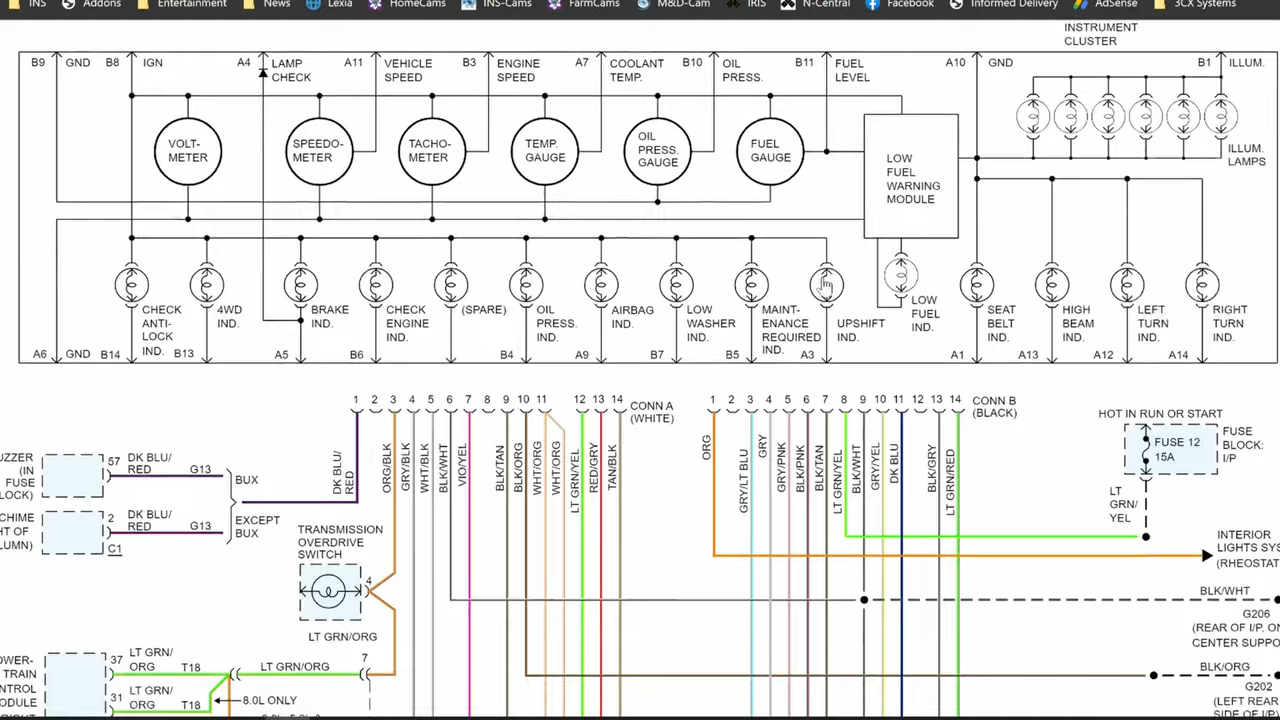 INS Addons Entertainment News Lexia HomeCams INS-Cams FarmCams M&D-Cam IRIS N-Central Facebook Informed Delivery AdSense 3CX Systems
INSTRUMENT
CLUSTER
B9 GND B8 IGN A4 LAMP CHECK A11 VEHICLE SPEED B3 ENGINE SPEED A7 COOLANT TEMP. B10 OIL PRESS. B11 FUEL LEVEL A10 GND B1 ILLUM.
VOLT-
METER
SPEEDO-
METER
TACHO-
METER
TEMP.
GAUGE
OIL
PRESS.
GAUGE
FUEL
GAUGE
LOW
FUEL
WARNING
MODULE
ILLUM.
LAMPS
CHECK
ANTI-
LOCK
IND.
4WD
IND.
BRAKE
IND.
CHECK
ENGINE
IND.
(SPARE)
OIL
PRESS.
IND.
AIRBAG
IND.
LOW
WASHER
IND.
MAINT-
ENANCE
REQUIRED
IND.
UPSHIFT
IND.
LOW
FUEL
IND.
SEAT
BELT
IND.
HIGH
BEAM
IND.
LEFT
TURN
IND.
RIGHT
TURN
IND.
A6 GND B14 B13 A5 B6 B4 A9 B7 B5 A3 A1 A13 A12 A14
1 2 3 4 5 6 7 8 9 10 11 12 13 14
CONN A
(WHITE)
1 2 3 4 5 6 7 8 9 10 11 12 13 14
CONN B
(BLACK)
DK BLU/
RED
ORG/BLK
GRY/BLK
WHT/BLK
BLK/WHT
VIO/YEL
BLK/TAN
BLK/ORG
WHT/ORG
WHT/ORG
LT GRN/YEL
RED/GRY
TAN/BLK
ORG
GRY/LT BLU
GRY
GRY/PNK
BLK/PNK
BLK/TAN
LT GRN/YEL
BLK/WHT
GRY/YEL
DK BLU
BLK/GRY
LT GRN/RED
HOT IN RUN OR START
FUSE 12
15A
FUSE
BLOCK:
I/P
LT
GRN/
YEL
INTERIOR
LIGHTS SYS
(RHEOSTAT
BLK/WHT
G206
(REAR OF I/P, ON
CENTER SUPPO
BLK/ORG
G202
(LEFT REAR
SIDE OF I/P)
UZZER
(IN
FUSE
LOCK)
57
DK BLU/
RED
G13
BUX
CHIME
HT OF
LUMN)
2
DK BLU/
RED
G13
C1
EXCEPT
BUX
TRANSMISSION
OVERDRIVE
SWITCH
4
LT GRN/ORG
OWER-
TRAIN
NTROL
ODULE
37
LT GRN/
ORG
T18
LT GRN/ORG
7
31
LT GRN/
ORG
T18
8.0L ONLY